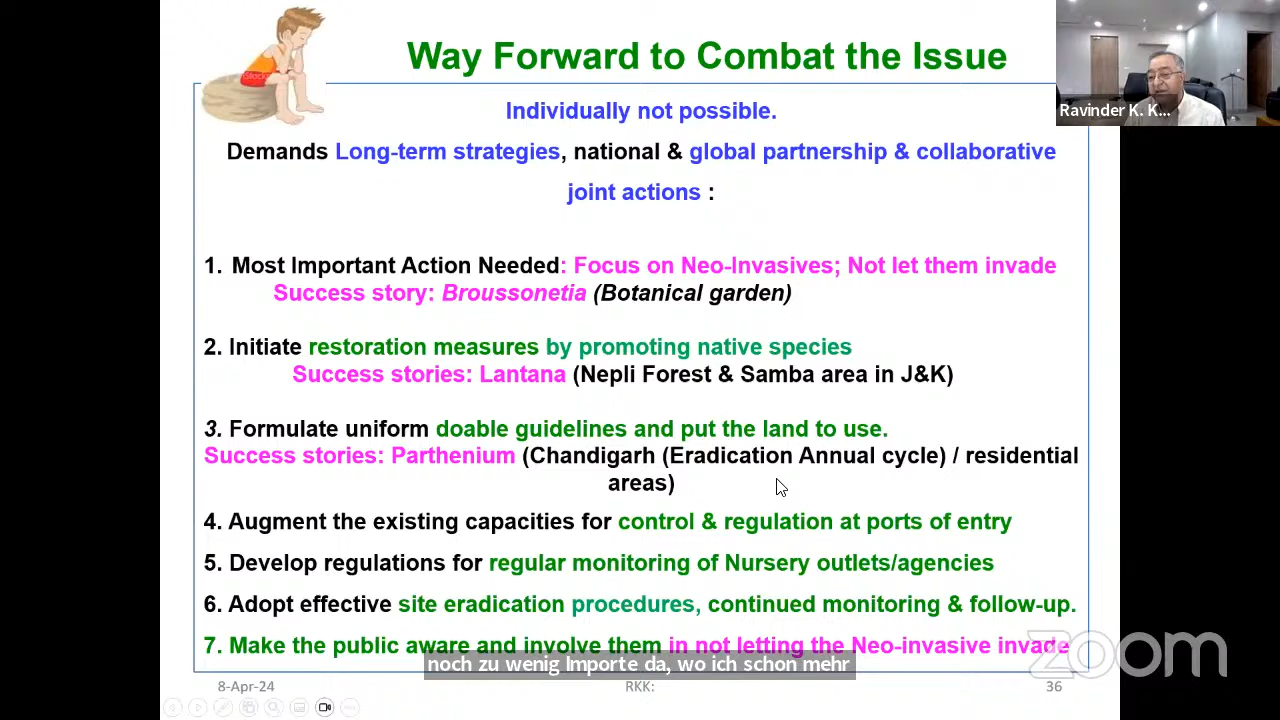 Way Forward to Combat the Issue
iStock
Ravinder K. K...
Individually not possible.
Demands Long-term strategies, national & global partnership & collaborative
joint actions :
1. Most Important Action Needed: Focus on Neo-Invasives; Not let them invade
Success story: Broussonetia (Botanical garden)
2. Initiate restoration measures by promoting native species
Success stories: Lantana (Nepli Forest & Samba area in J&K)
3. Formulate uniform doable guidelines and put the land to use.
Success stories: Parthenium (Chandigarh (Eradication Annual cycle) / residential
areas)
4. Augment the existing capacities for control & regulation at ports of entry
5. Develop regulations for regular monitoring of Nursery outlets/agencies
6. Adopt effective site eradication procedures, continued monitoring & follow-up.
7. Make the public aware and involve them in not letting the Neo-invasive invade
noch zu wenig Importe da, wo ich schon mehr
zoom
8-Apr-24
RKK:
36